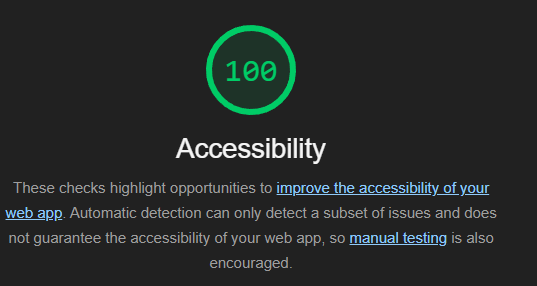 100
Accessibility
These checks highlight opportunities to improve the accessibility of your
web app. Automatic detection can only detect a subset of issues and does
not guarantee the accessibility of your web app, so manual testing is also
encouraged.